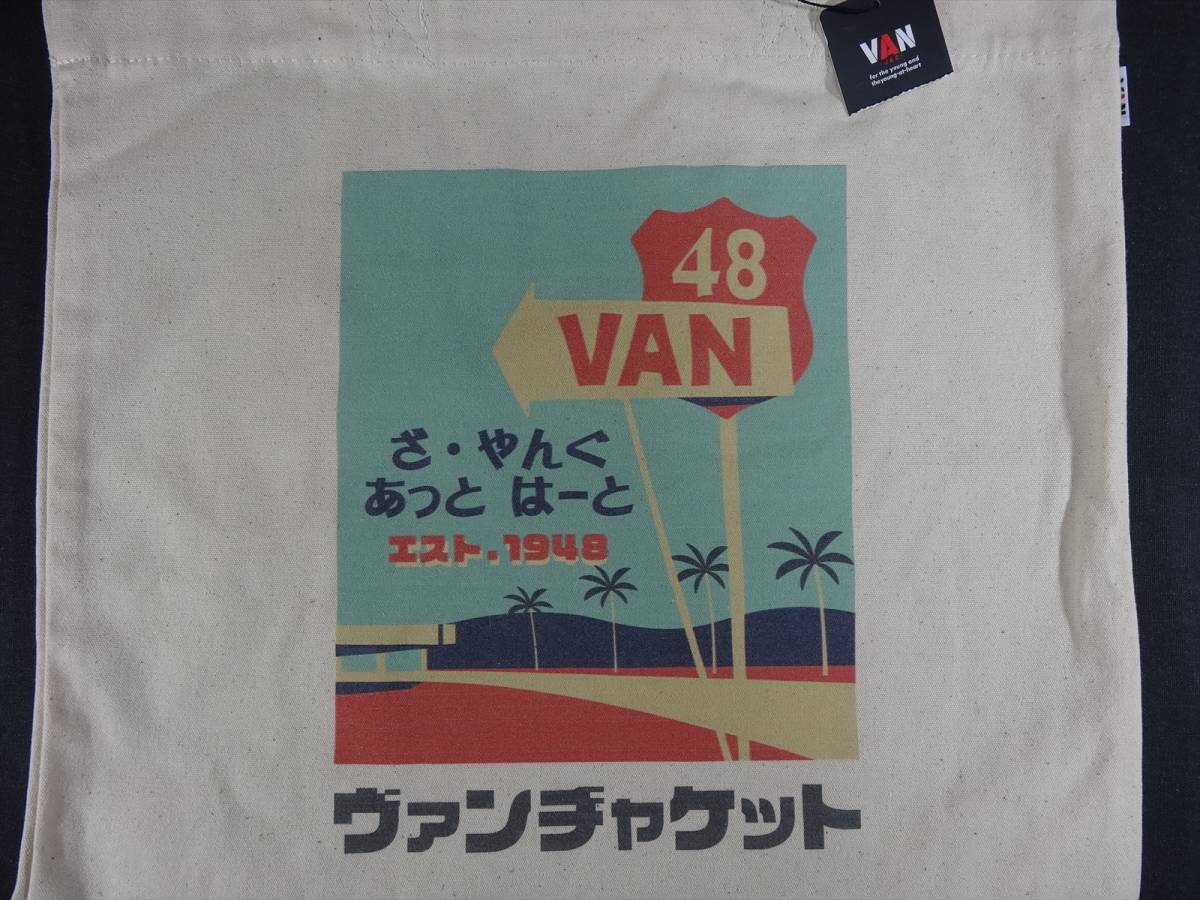 VAN
JAC
for the young and
the young-at-heart
48
VAN
ざ・やんぐ
あっと はーと
エスト.1948
ヴァンヂャケット